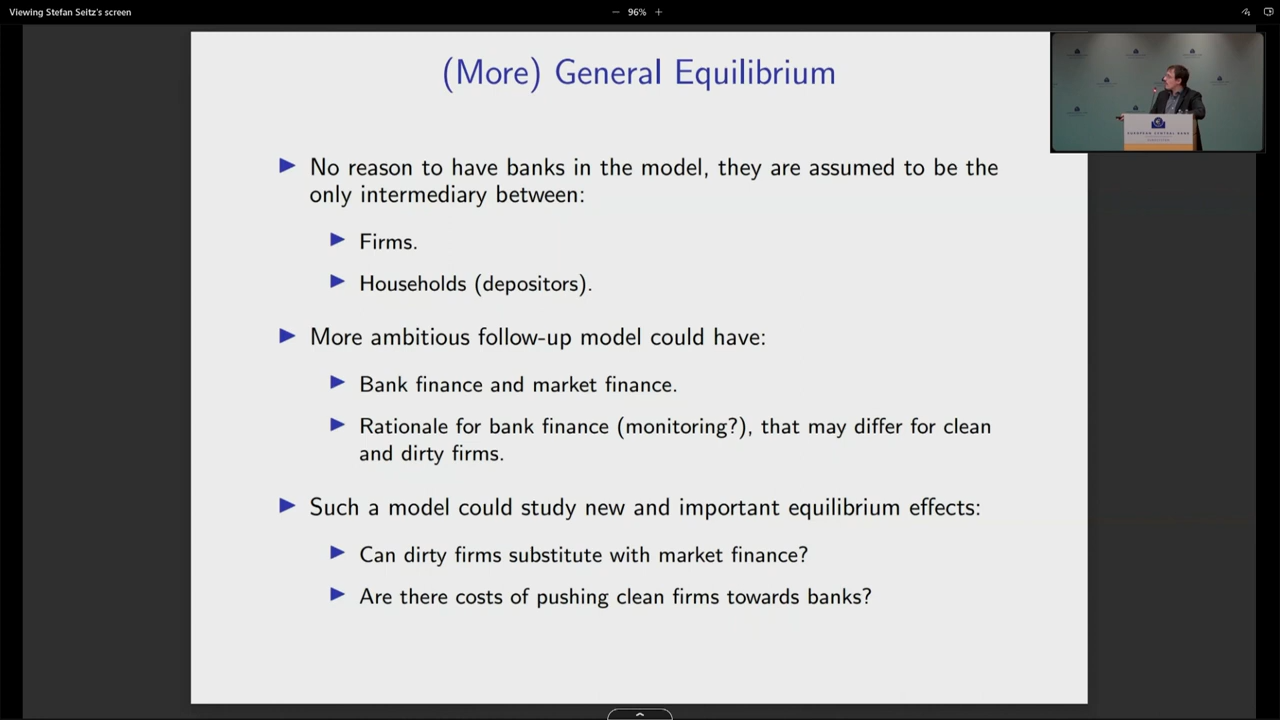 Viewing Stefan Seitz's screen
96%
(More) General Equilibrium
No reason to have banks in the model, they are assumed to be the
only intermediary between:
Firms.
Households (depositors).
More ambitious follow-up model could have:
Bank finance and market finance.
Rationale for bank finance (monitoring?), that may differ for clean
and dirty firms.
Such a model could study new and important equilibrium effects:
Can dirty firms substitute with market finance?
Are there costs of pushing clean firms towards banks?
EUROPEAN CENTRAL BANK